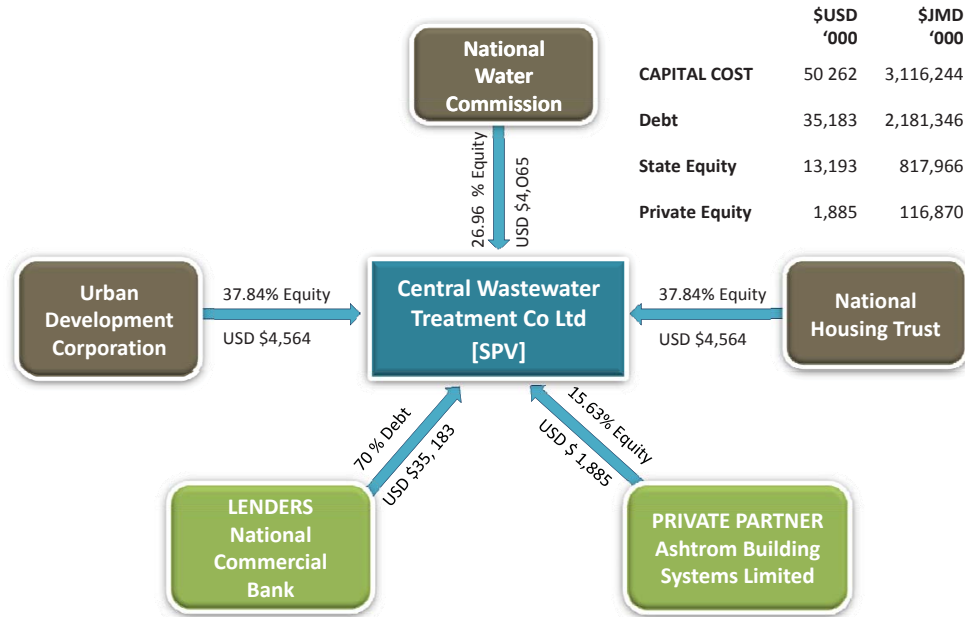 $USD $JMD
‘000 ‘000
CAPITAL COST 50 262 3,116,244
Debt 35,183 2,181,346
State Equity 13,193 817,966
Private Equity 1,885 116,870
National
Water
Commission
26.96 % Equity
USD $4,O65
Urban
Development
Corporation
37.84% Equity
USD $4,564
Central Wastewater
Treatment Co Ltd
[SPV]
37.84% Equity
USD $4,564
National
Housing Trust
70 % Debt
USD $35, 183
15.63% Equity
USD $ 1,885
LENDERS
National
Commercial
Bank
PRIVATE PARTNER
Ashtrom Building
Systems Limited